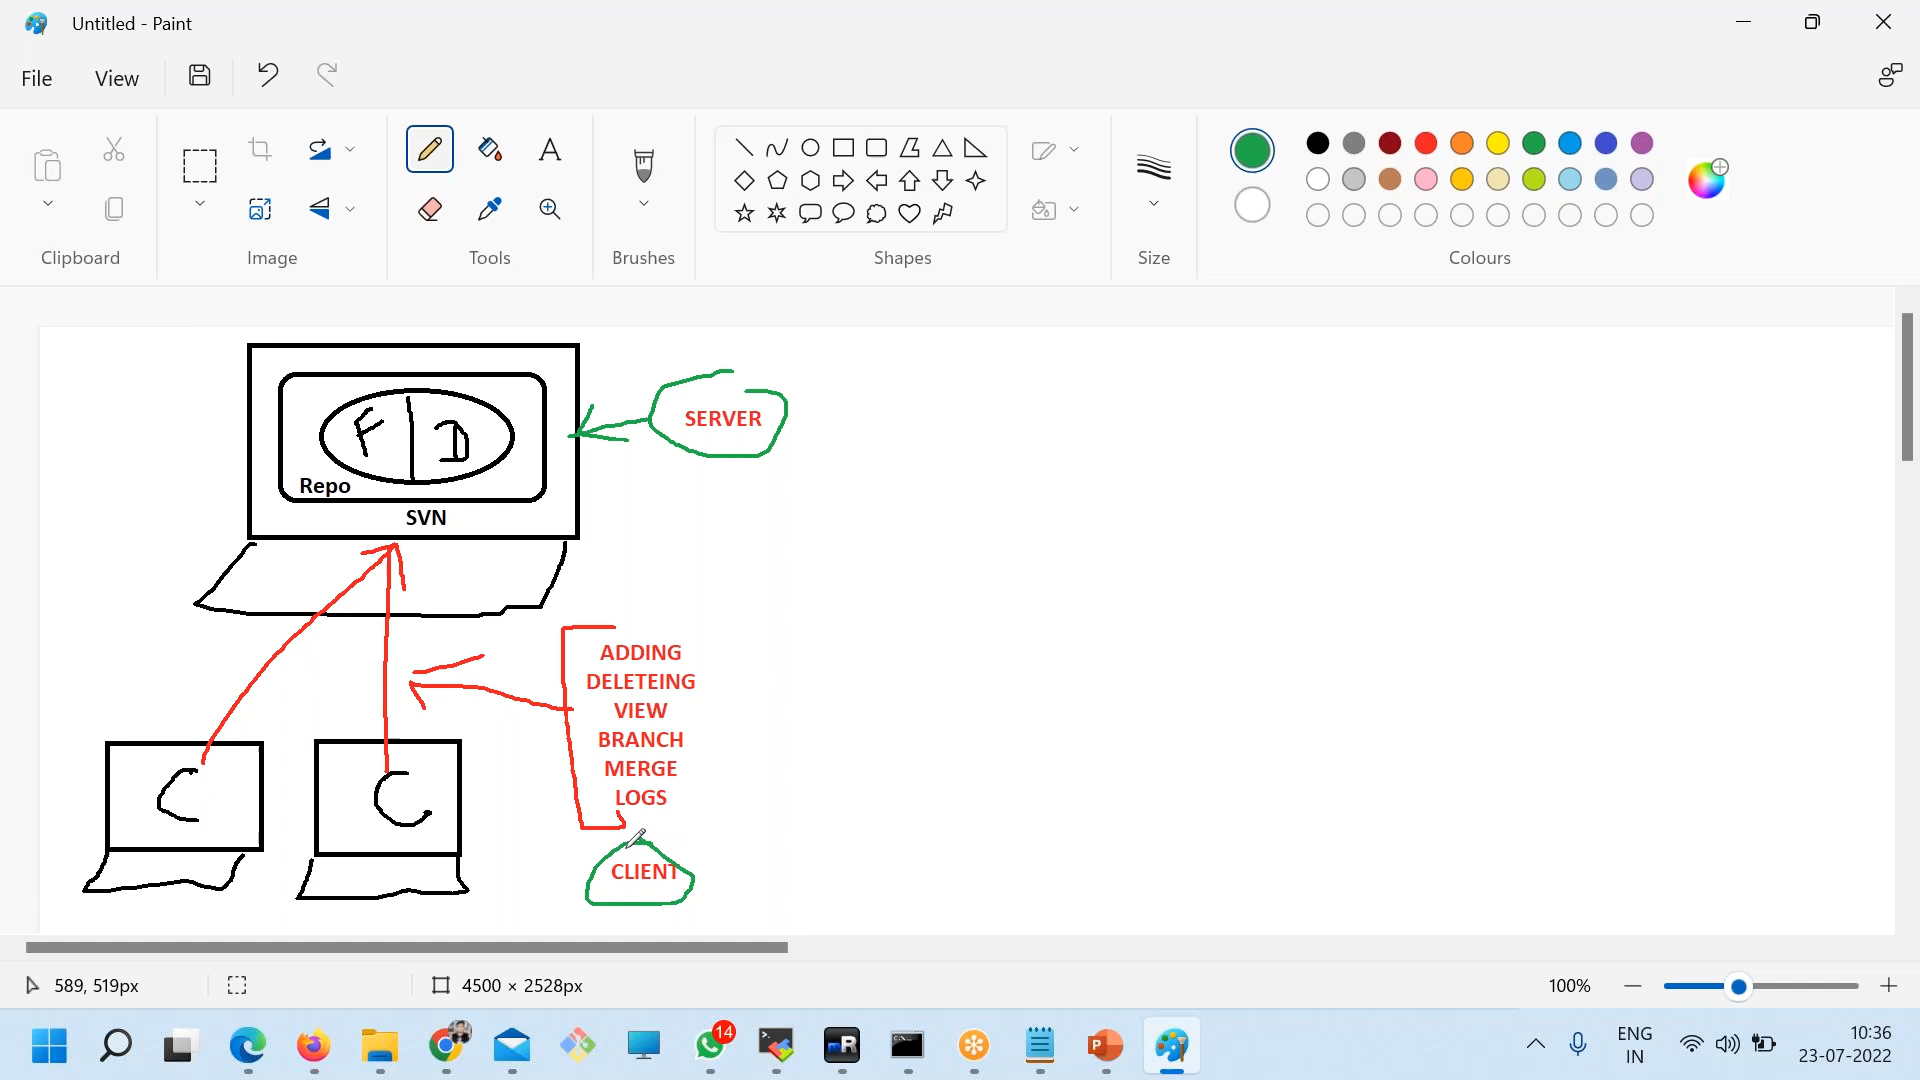 Untitled - Paint
File
View
Clipboard
Image
Tools
Brushes
Shapes
Size
Colours
F D
Repo
SVN
SERVER
ADDING
DELETEING
VIEW
BRANCH
MERGE
LOGS
C
C
CLIENT
589, 519px
4500 × 2528px
100%
14
ENG
IN
10:36
23-07-2022